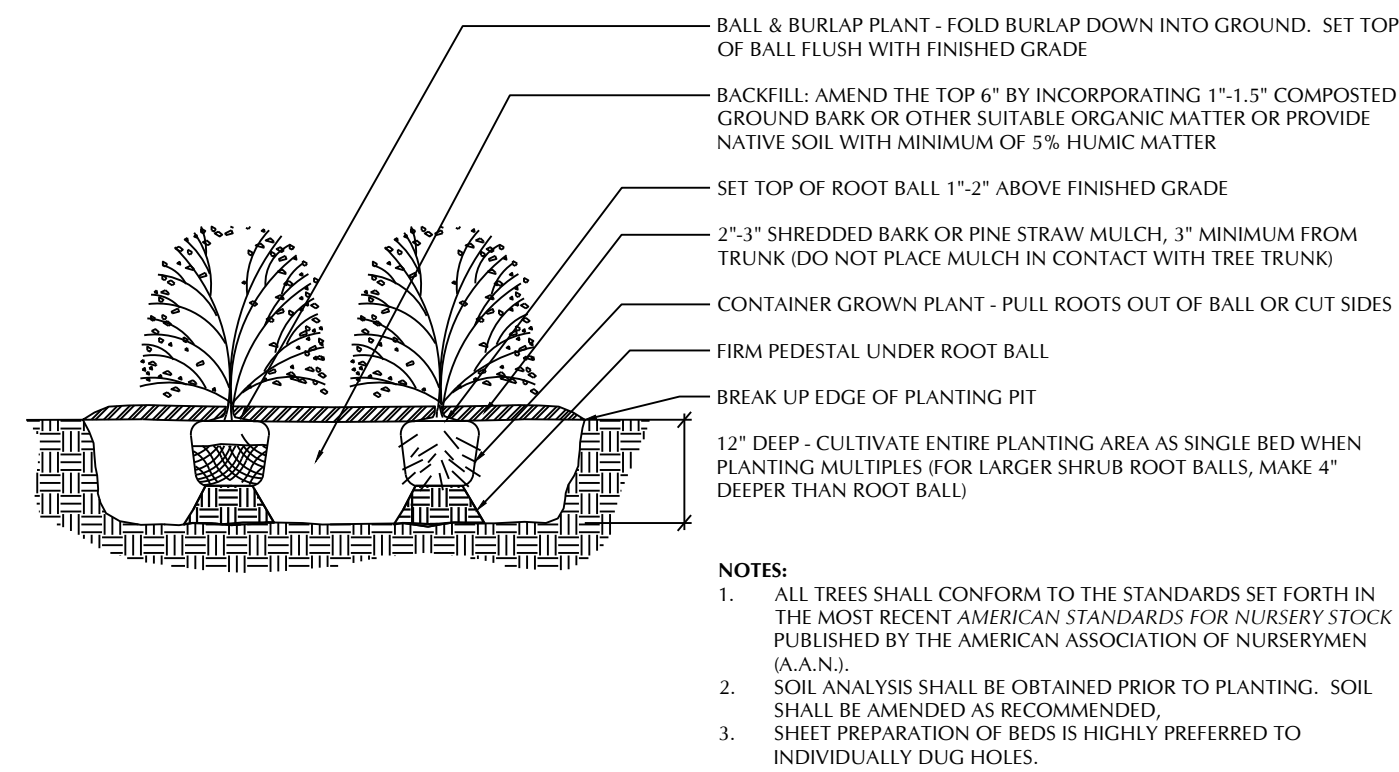 BALL & BURLAP PLANT - FOLD BURLAP DOWN INTO GROUND.  SET TOP
OF BALL FLUSH WITH FINISHED GRADE
BACKFILL: AMEND THE TOP 6" BY INCORPORATING 1"-1.5" COMPOSTED
GROUND BARK OR OTHER SUITABLE ORGANIC MATTER OR PROVIDE
NATIVE SOIL WITH MINIMUM OF 5% HUMIC MATTER
SET TOP OF ROOT BALL 1"-2" ABOVE FINISHED GRADE
2"-3" SHREDDED BARK OR PINE STRAW MULCH, 3" MINIMUM FROM
TRUNK (DO NOT PLACE MULCH IN CONTACT WITH TREE TRUNK)
CONTAINER GROWN PLANT - PULL ROOTS OUT OF BALL OR CUT SIDES
FIRM PEDESTAL UNDER ROOT BALL
BREAK UP EDGE OF PLANTING PIT
12" DEEP - CULTIVATE ENTIRE PLANTING AREA AS SINGLE BED WHEN
PLANTING MULTIPLES (FOR LARGER SHRUB ROOT BALLS, MAKE 4"
DEEPER THAN ROOT BALL)
NOTES:
1. ALL TREES SHALL CONFORM TO THE STANDARDS SET FORTH IN
THE MOST RECENT AMERICAN STANDARDS FOR NURSERY STOCK
PUBLISHED BY THE AMERICAN ASSOCIATION OF NURSERYMEN
(A.A.N.).
2. SOIL ANALYSIS SHALL BE OBTAINED PRIOR TO PLANTING.  SOIL
SHALL BE AMENDED AS RECOMMENDED,
3. SHEET PREPARATION OF BEDS IS HIGHLY PREFERRED TO
INDIVIDUALLY DUG HOLES.